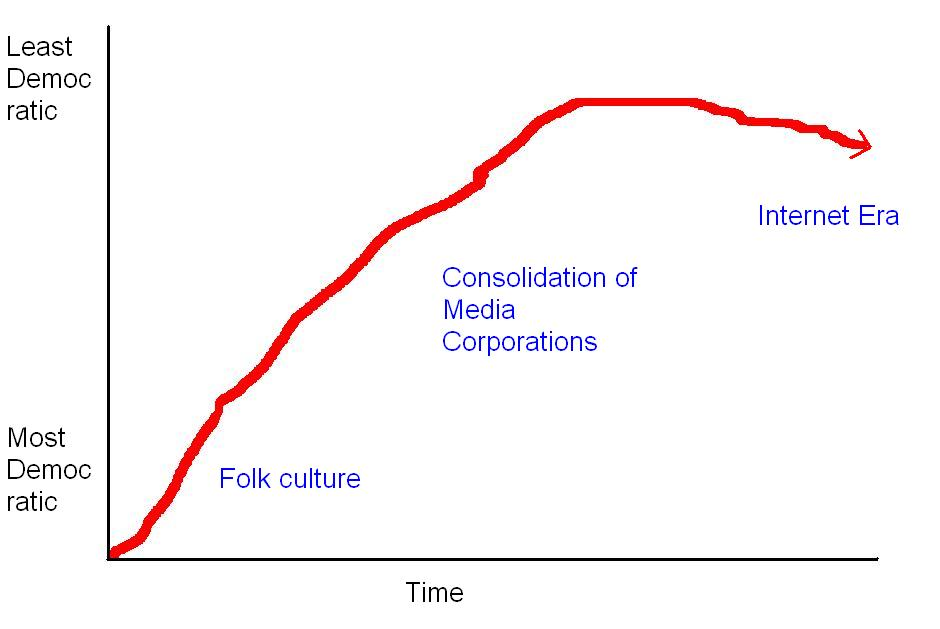 Least
Democ
ratic
Internet Era
Consolidation of
Media
Corporations
Most
Democ
ratic
Folk culture
Time